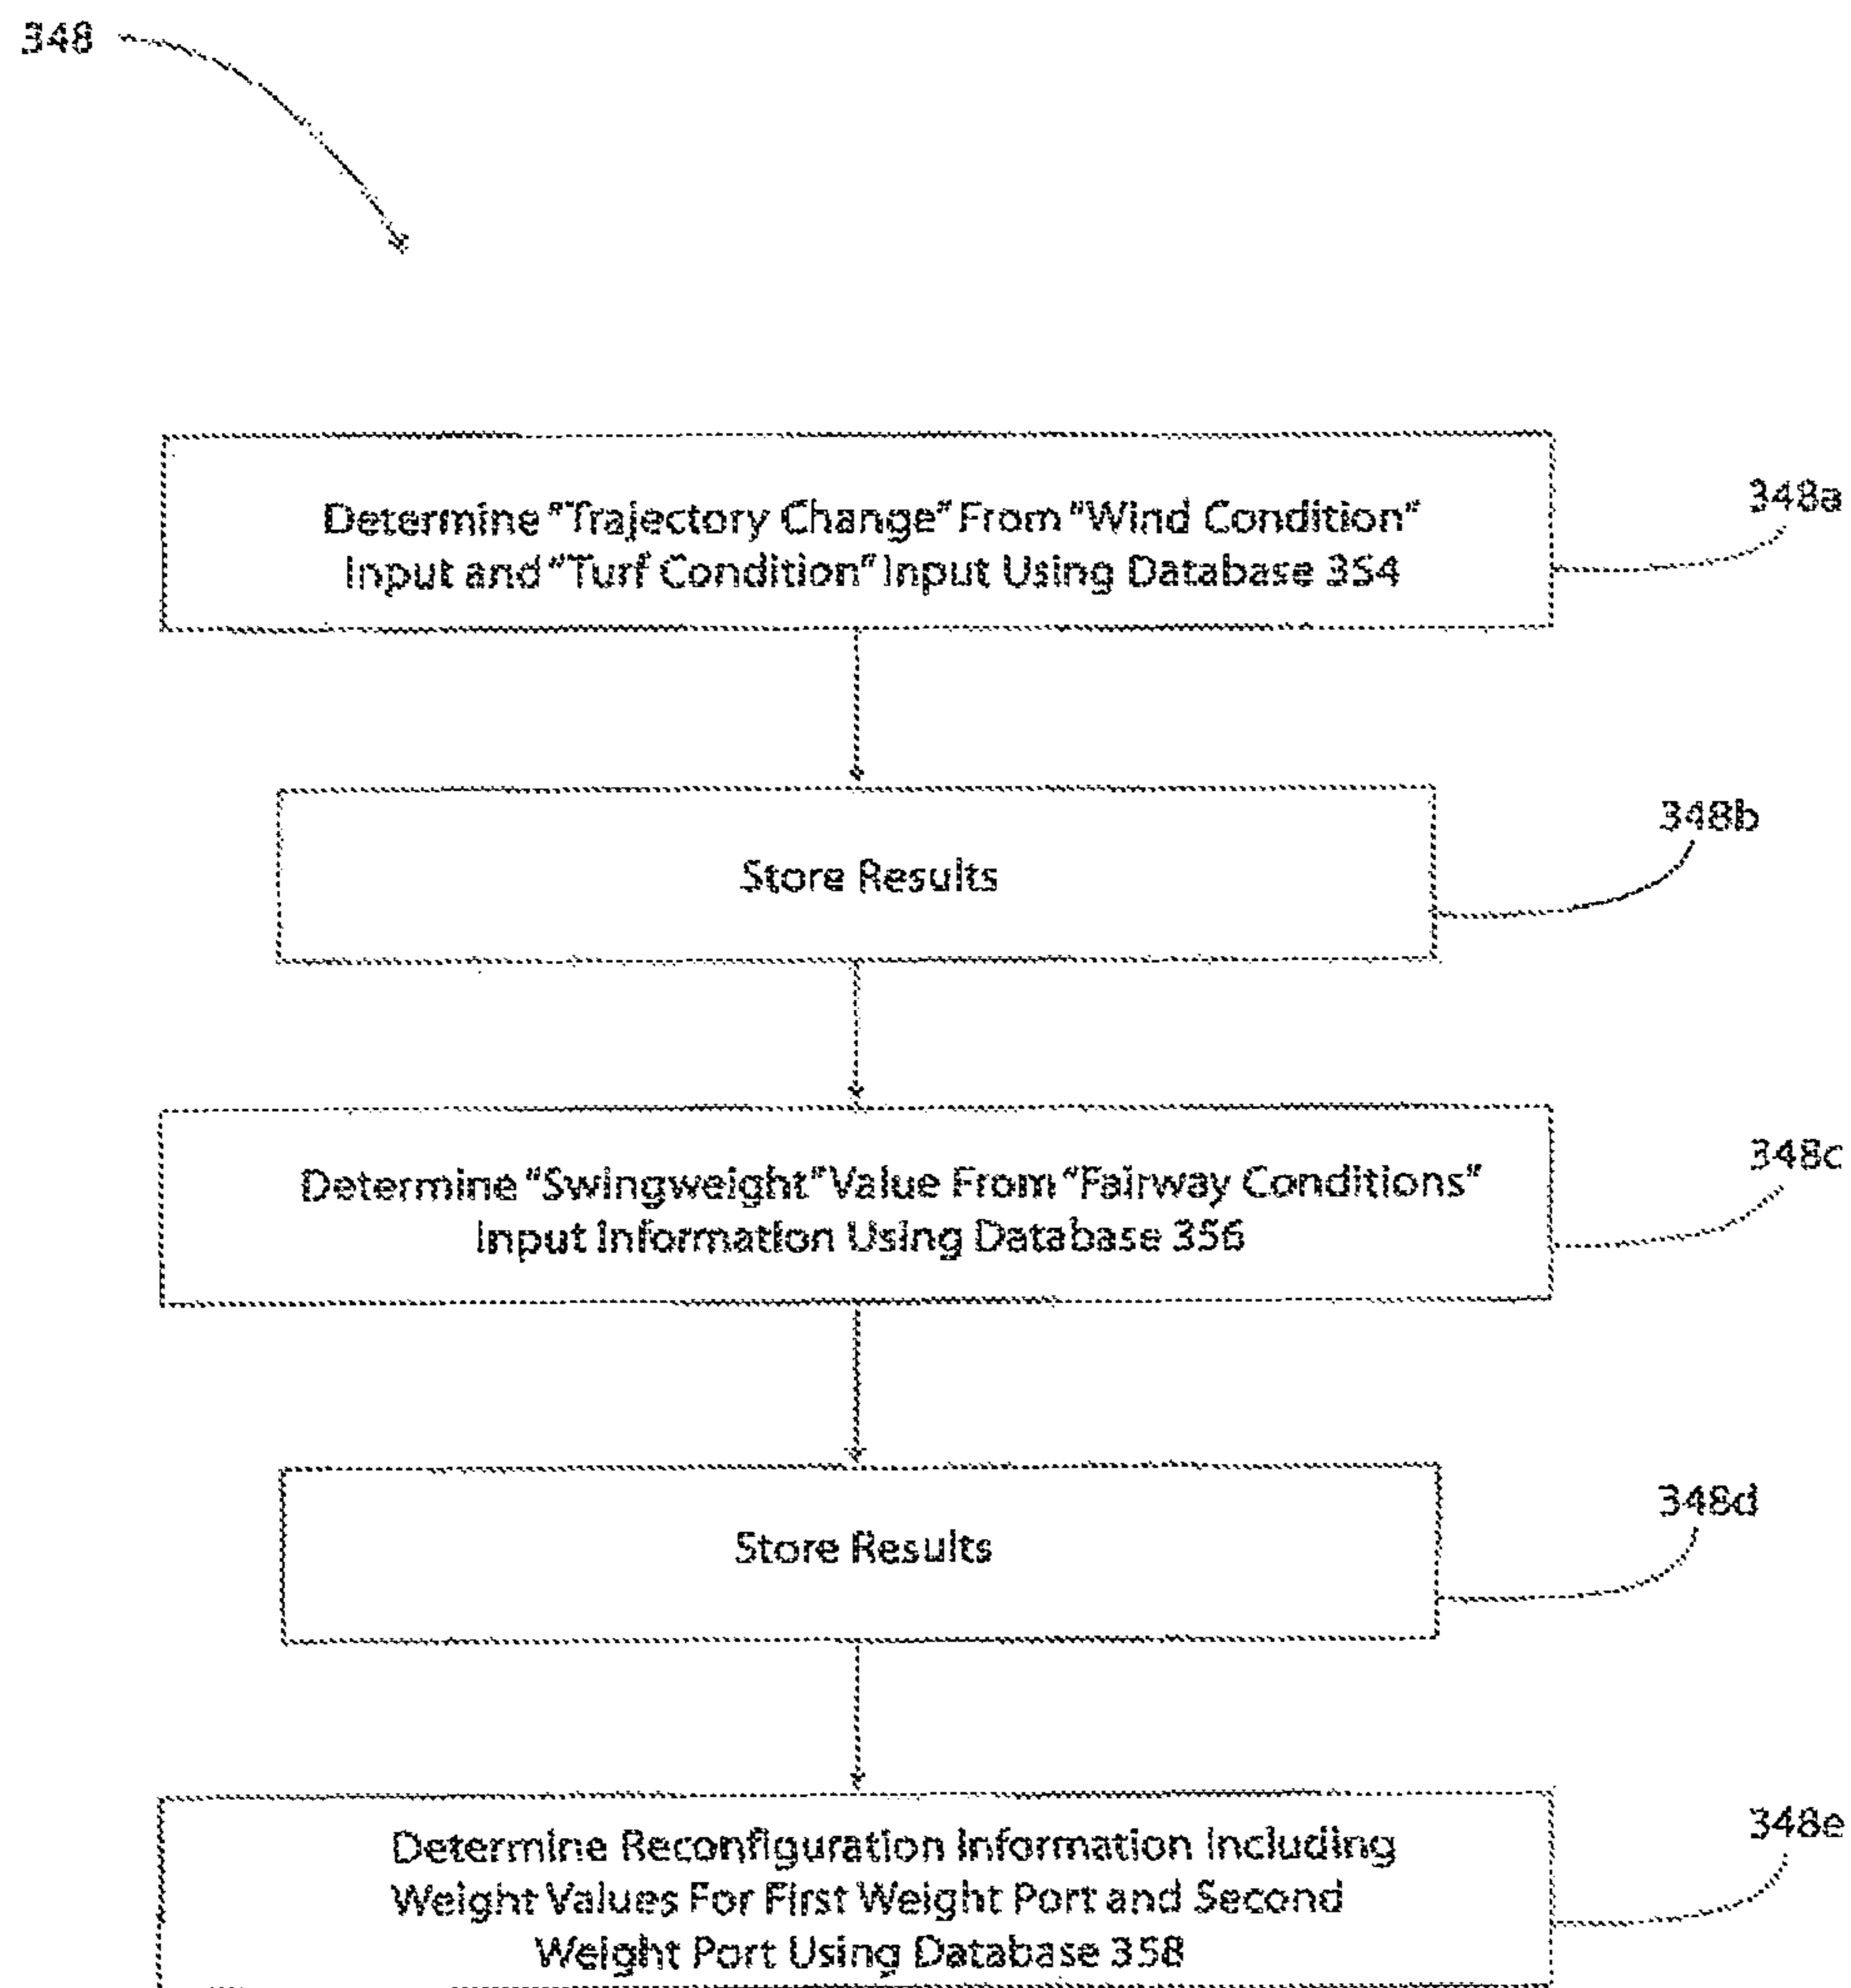 348
Determine "Trajectory Change" From "Wind Condition"
Input and "Turf Condition" Input Using Database 354
348a
Store Results
348b
Determine "Swingweight" Value From "Fairway Conditions"
Input Information Using Database 356
348c
Store Results
348d
Determine Reconfiguration Information Including
Weight Values For First Weight Port and Second
Weight Port Using Database 358
348e